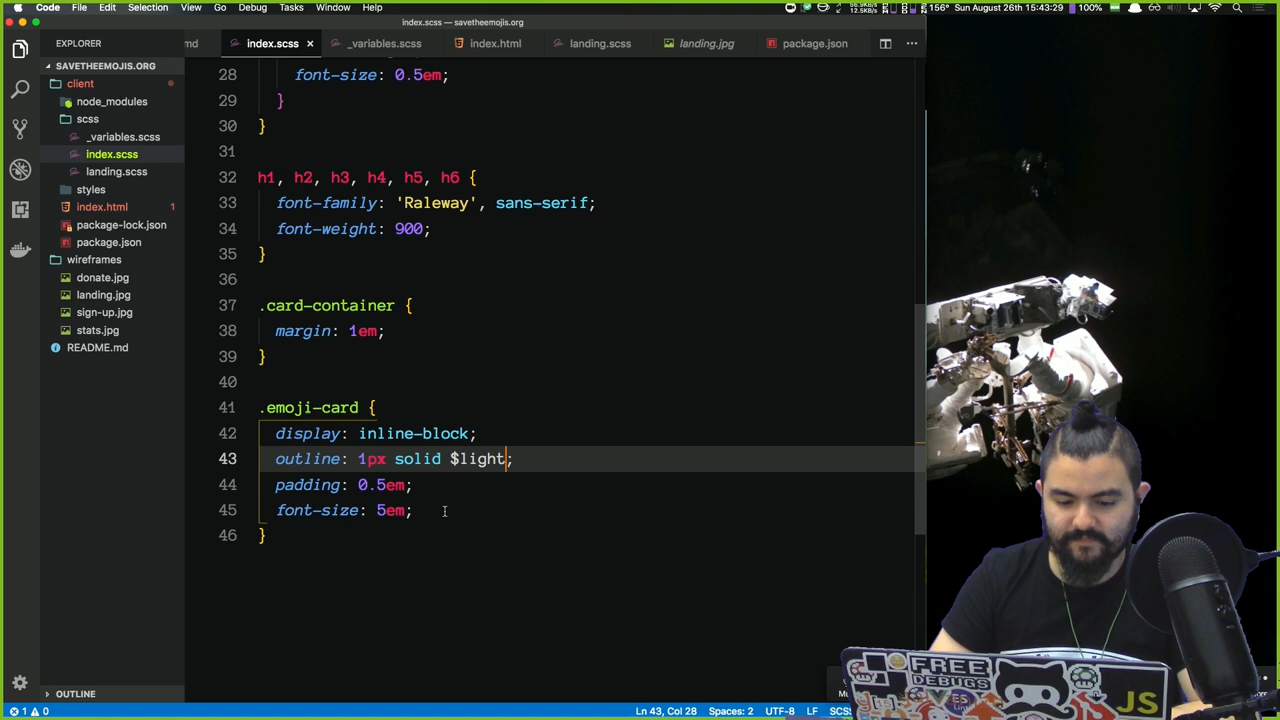 Code File Edit Selection View Go Debug Tasks Window Help
156° Sun August 26th 15:43:29 100%
index.scss — savetheemojis.org
EXPLORER
SAVETHEEMOJIS.ORG
client
node_modules
scss
_variables.scss
index.scss
landing.scss
styles
index.html 1
package-lock.json
package.json
wireframes
donate.jpg
landing.jpg
sign-up.jpg
stats.jpg
README.md
OUTLINE
md index.scss _variables.scss index.html landing.scss landing.jpg package.json
28 font-size: 0.5em;
29 }
30 }
31
32 h1, h2, h3, h4, h5, h6 {
33 font-family: 'Raleway', sans-serif;
34 font-weight: 900;
35 }
36
37 .card-container {
38 margin: 1em;
39 }
40
41 .emoji-card {
42 display: inline-block;
43 outline: 1px solid $light;
44 padding: 0.5em;
45 font-size: 5em;
46 }
1 0
Ln 43, Col 28 Spaces: 2 UTF-8 LF SCSS
FREE
DEBUGS
JS